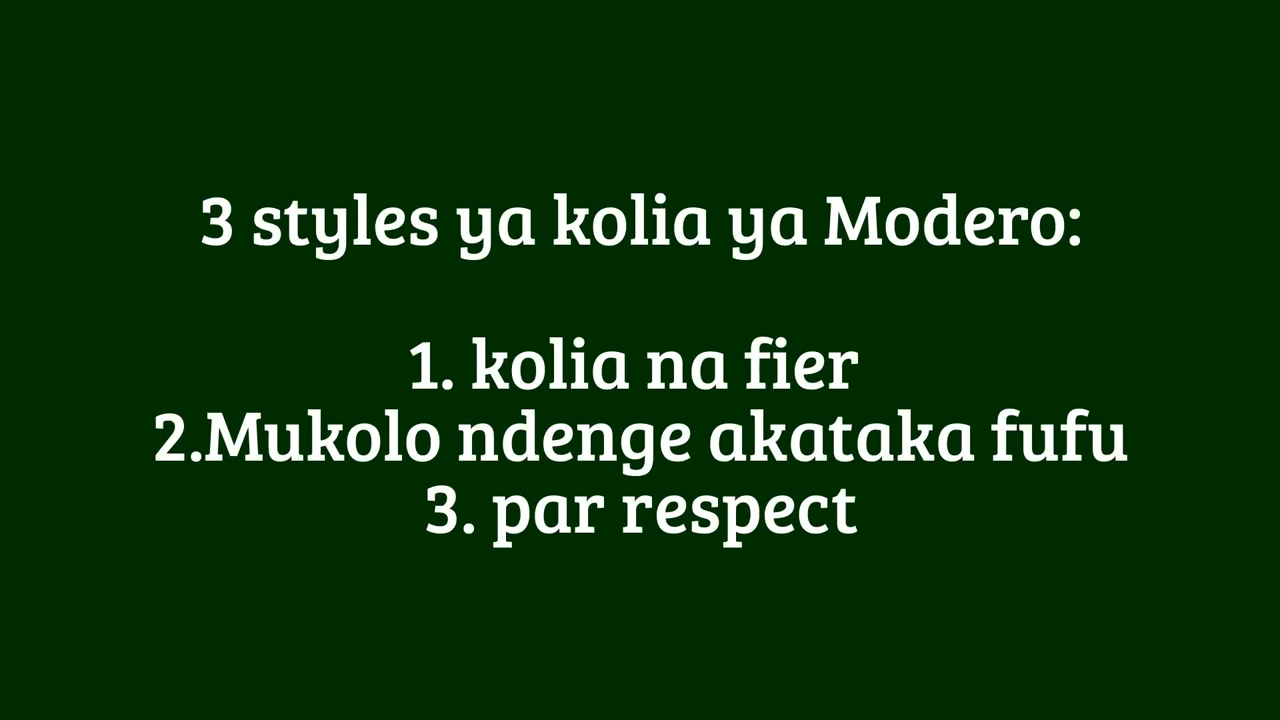 3 styles ya kolia ya Modero:
1. kolia na fier
2.Mukolo ndenge akataka fufu
3. par respect